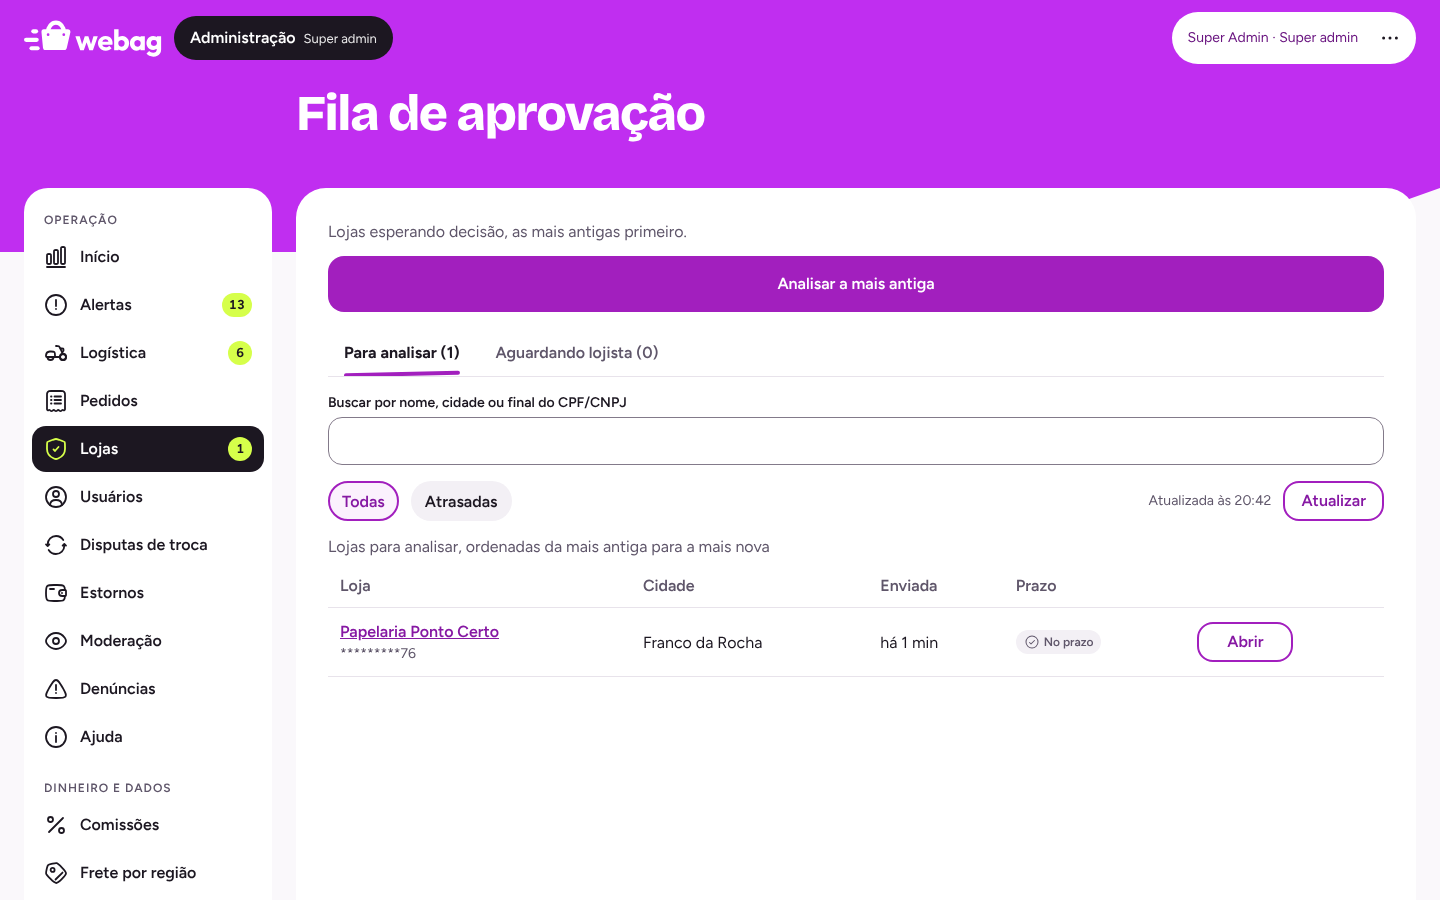 webag
Administração Super admin
Super Admin · Super admin
Fila de aprovação
OPERAÇÃO
Início
Alertas 13
Logística 6
Pedidos
Lojas 1
Usuários
Disputas de troca
Estornos
Moderação
Denúncias
Ajuda
DINHEIRO E DADOS
Comissões
Frete por região
Lojas esperando decisão, as mais antigas primeiro.
Analisar a mais antiga
Para analisar (1) Aguardando lojista (0)
Buscar por nome, cidade ou final do CPF/CNPJ
Todas Atrasadas Atualizada às 20:42 Atualizar
Lojas para analisar, ordenadas da mais antiga para a mais nova
Loja Cidade Enviada Prazo
Papelaria Ponto Certo Franco da Rocha há 1 min No prazo Abrir
*********76